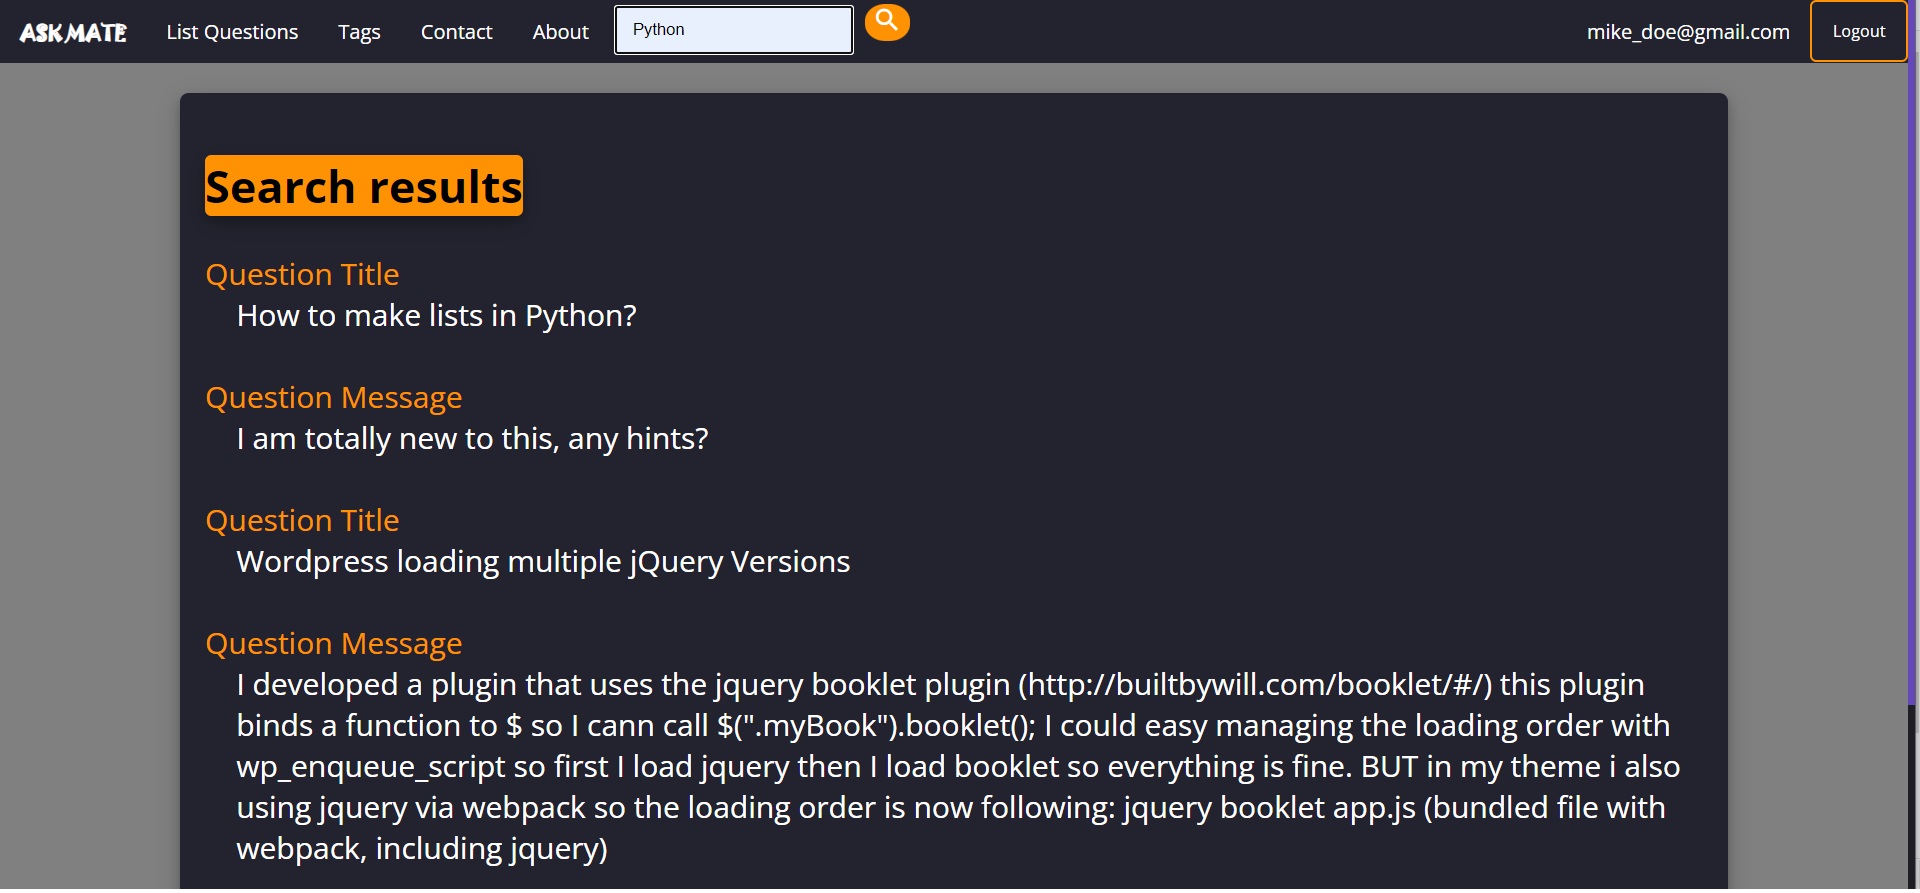 ASK MATE List Questions Tags Contact About Python mike_doe@gmail.com Logout
Search results
Question Title
How to make lists in Python?
Question Message
I am totally new to this, any hints?
Question Title
Wordpress loading multiple jQuery Versions
Question Message
I developed a plugin that uses the jquery booklet plugin (http://builtbywill.com/booklet/#/) this plugin
binds a function to $ so I cann call $(".myBook").booklet(); I could easy managing the loading order with
wp_enqueue_script so first I load jquery then I load booklet so everything is fine. BUT in my theme i also
using jquery via webpack so the loading order is now following: jquery booklet app.js (bundled file with
webpack, including jquery)